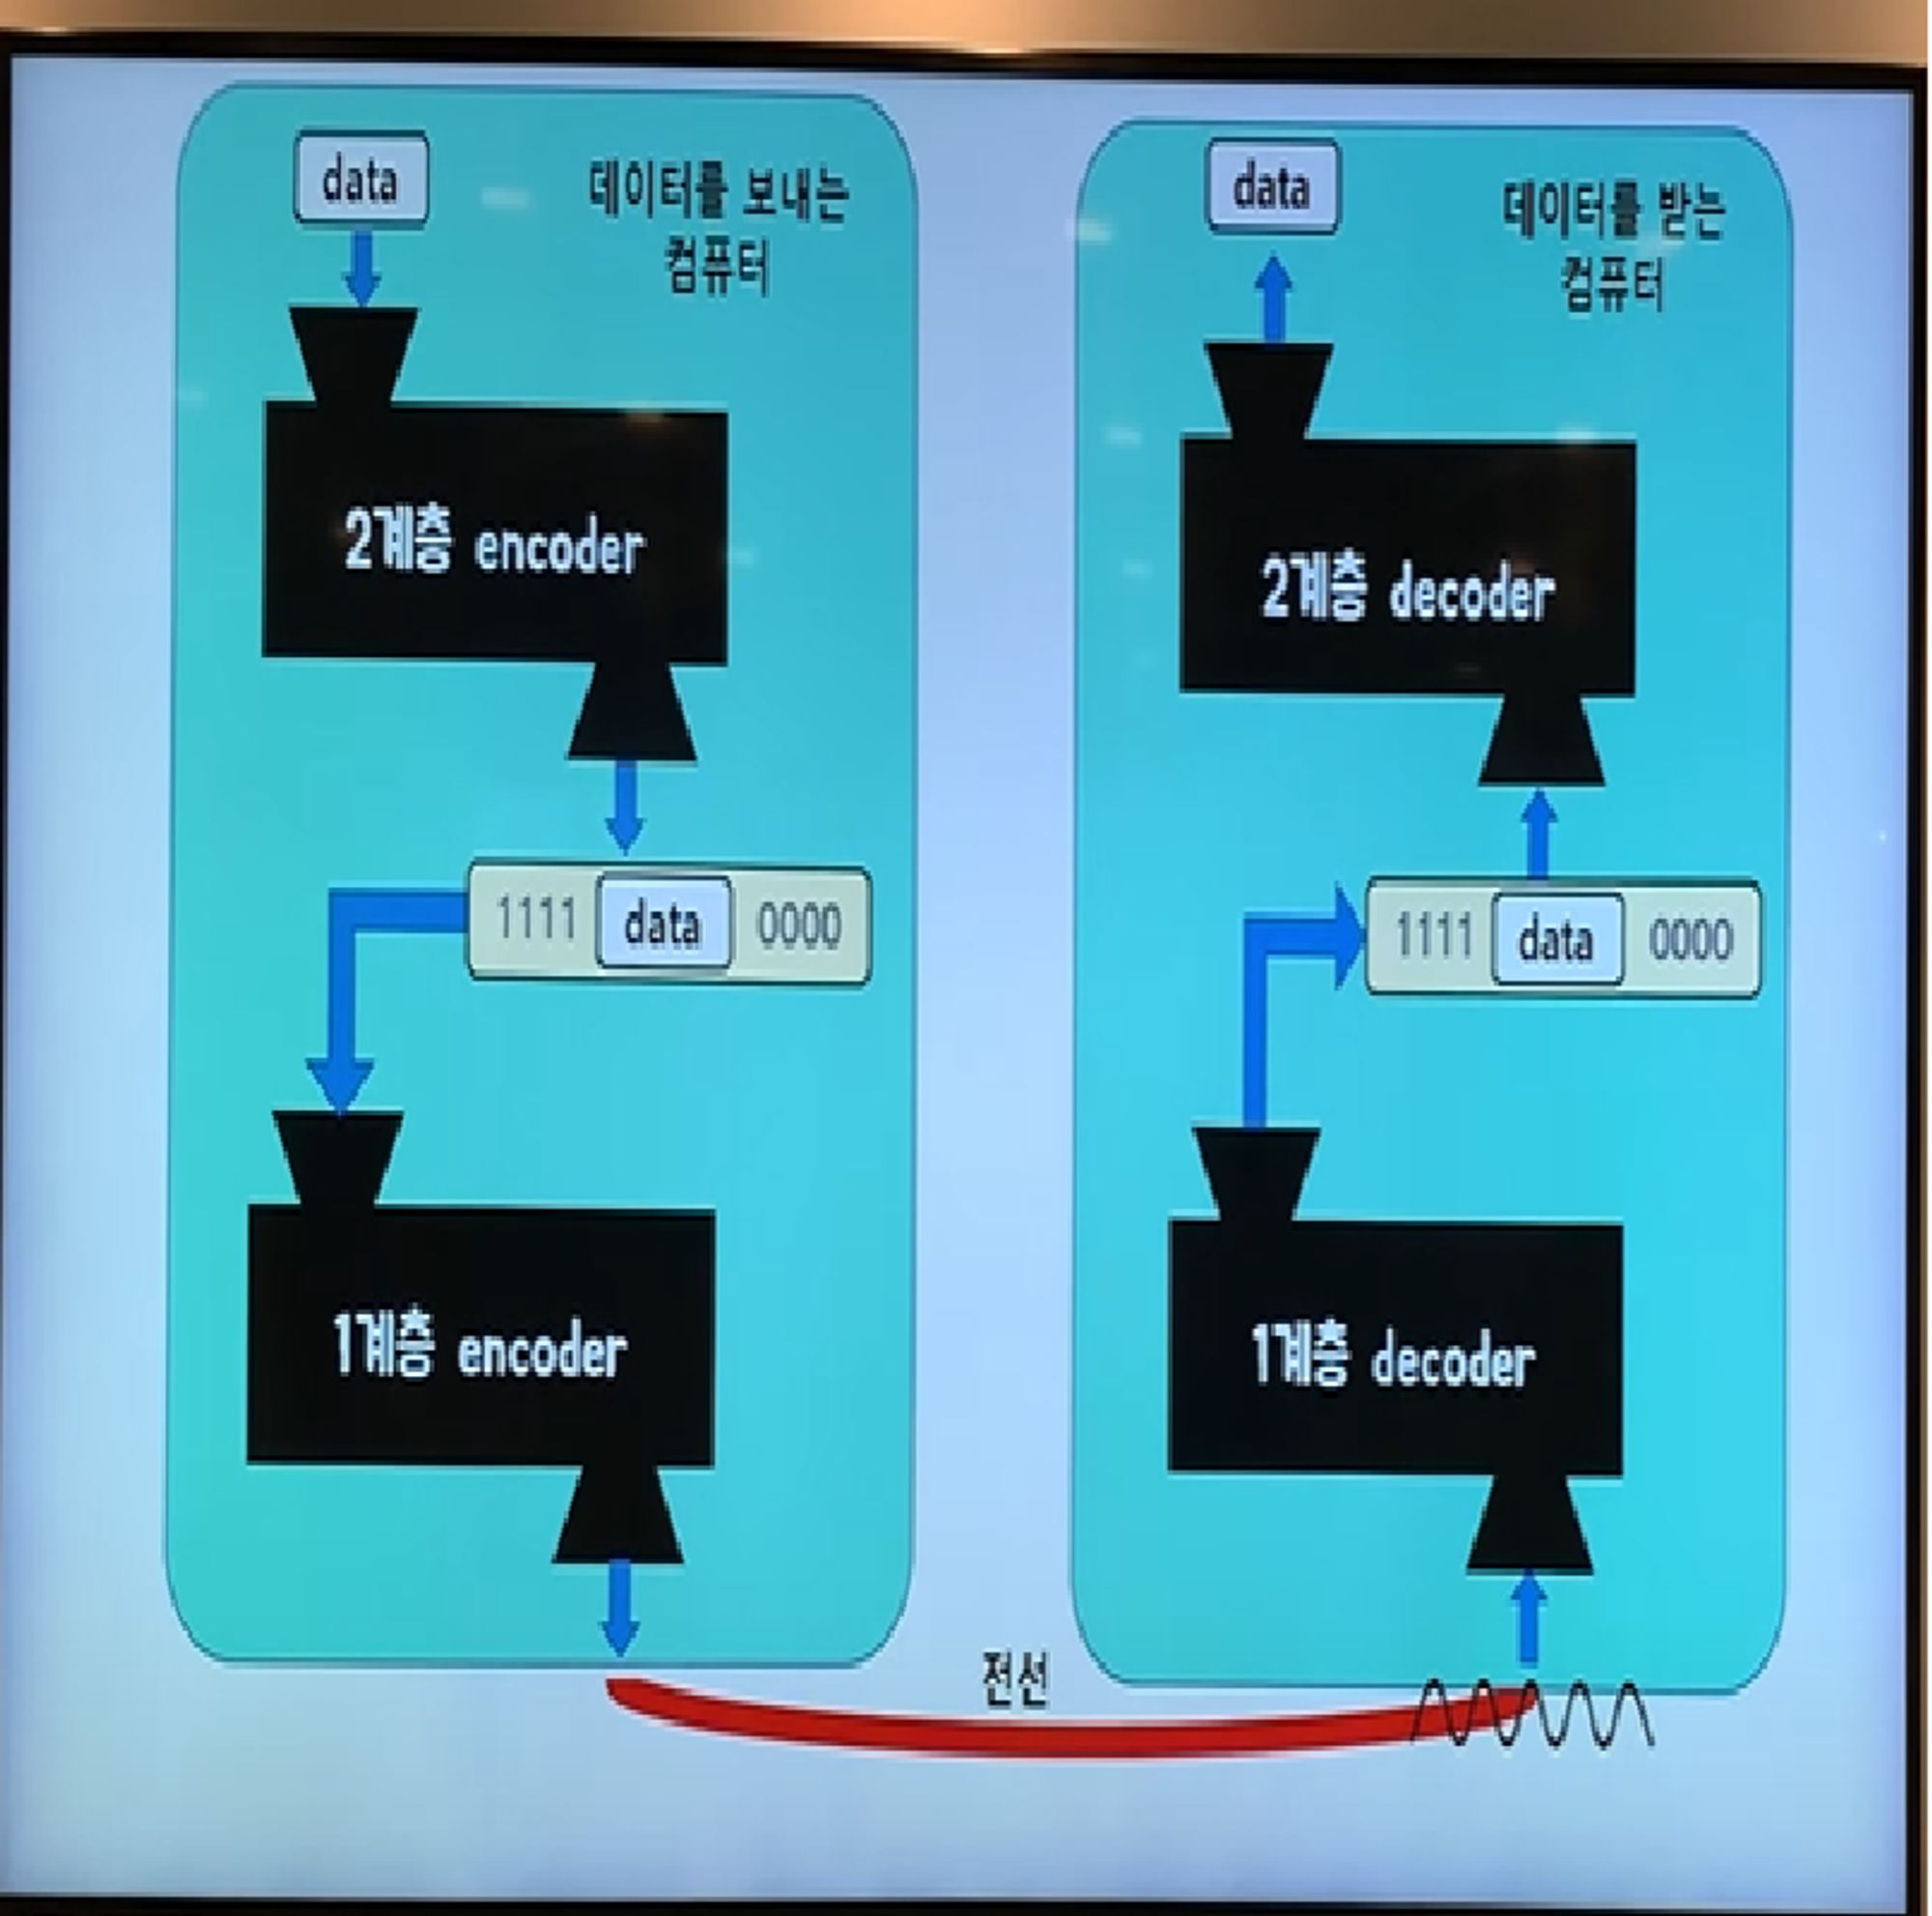 data
데이터를 보내는
컴퓨터
2계층 encoder
1111 data 0000
1계층 encoder
data
데이터를 받는
컴퓨터
2계층 decoder
1111 data 0000
1계층 decoder
전선